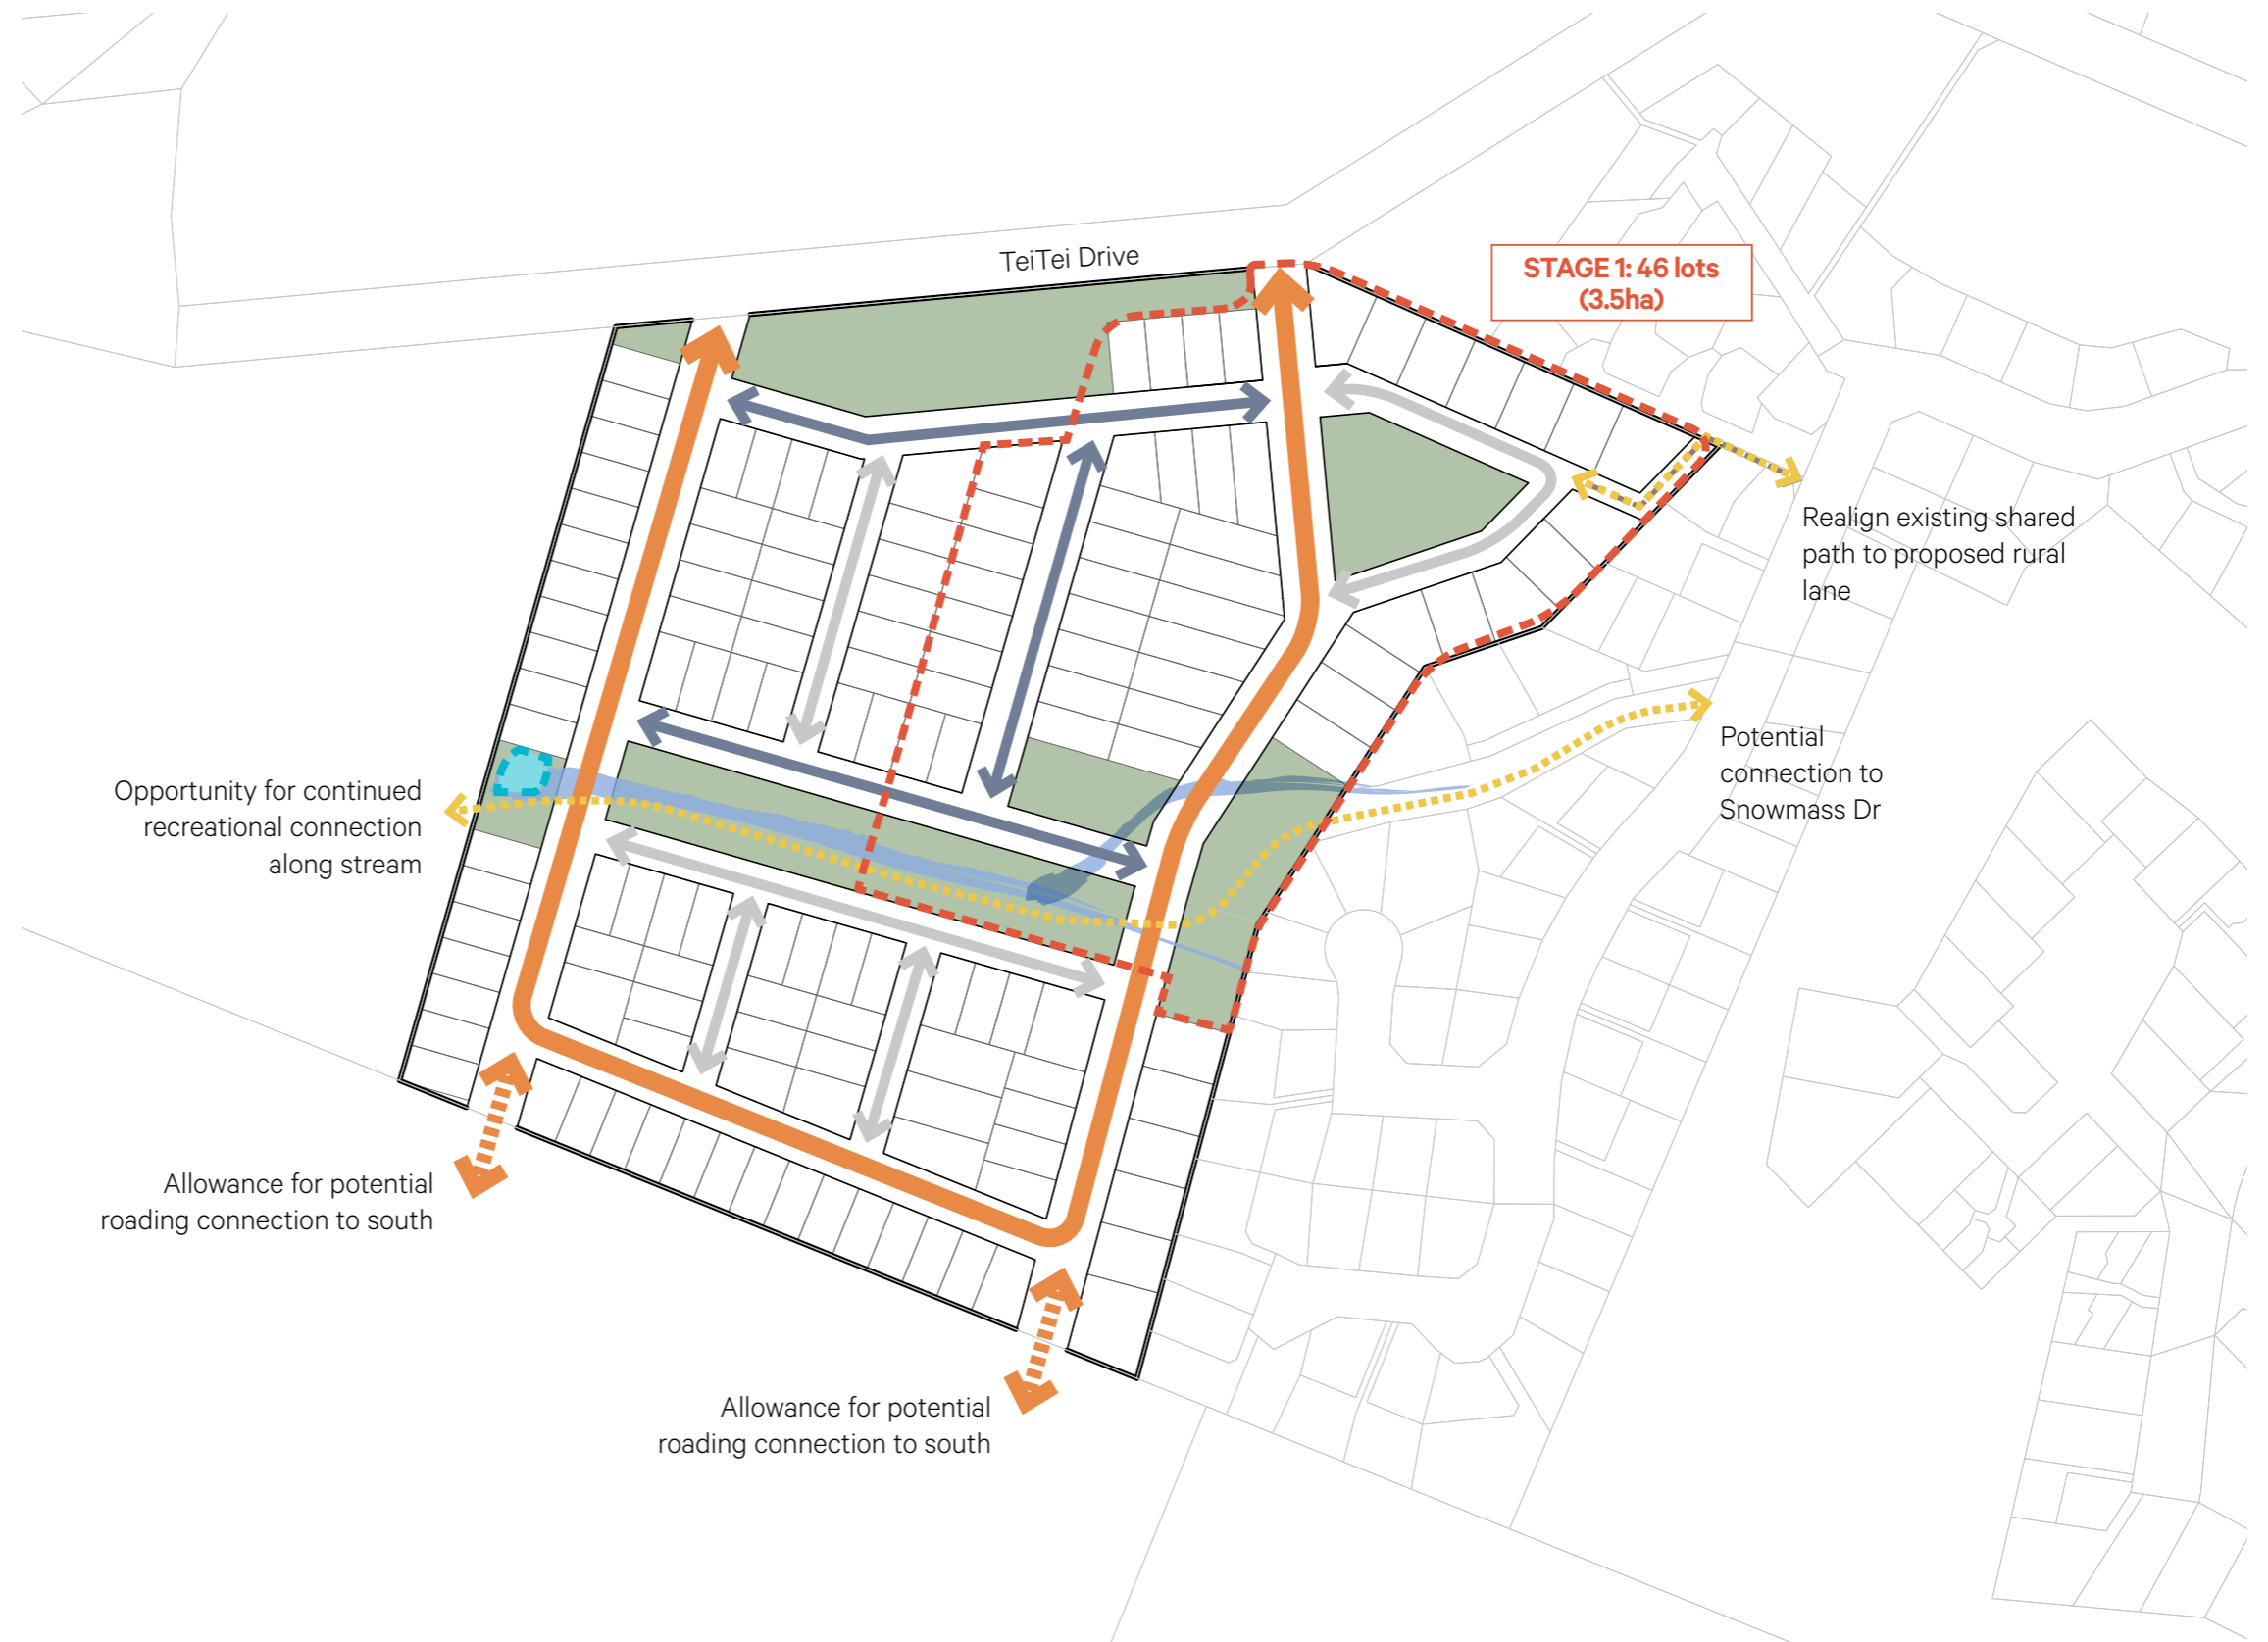 TeiTei Drive
STAGE 1: 46 lots
(3.5ha)
Realign existing shared
path to proposed rural
lane
Potential
connection to
Snowmass Dr
Opportunity for continued
recreational connection
along stream
Allowance for potential
roading connection to south
Allowance for potential
roading connection to south